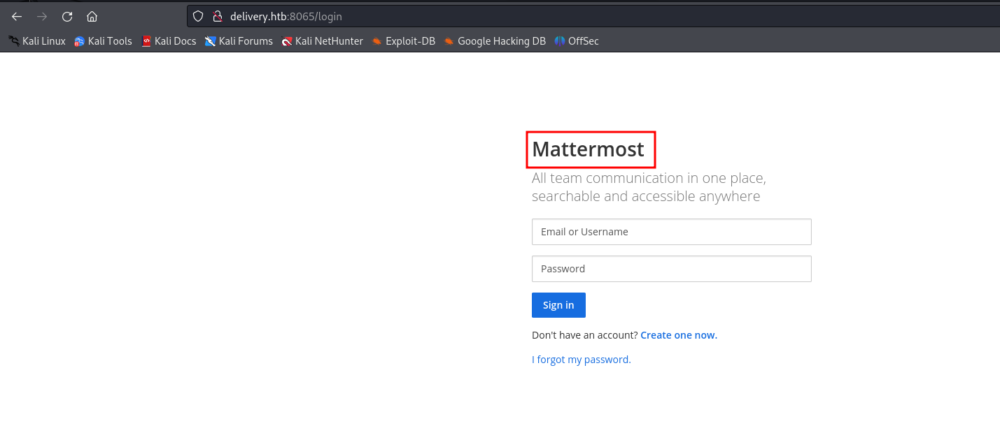 delivery.htb:8065/login
Kali Linux Kali Tools Kali Docs Kali Forums Kali NetHunter Exploit-DB Google Hacking DB OffSec
Mattermost
All team communication in one place,
searchable and accessible anywhere
Email or Username
Password
Sign in
Don't have an account? Create one now.
I forgot my password.